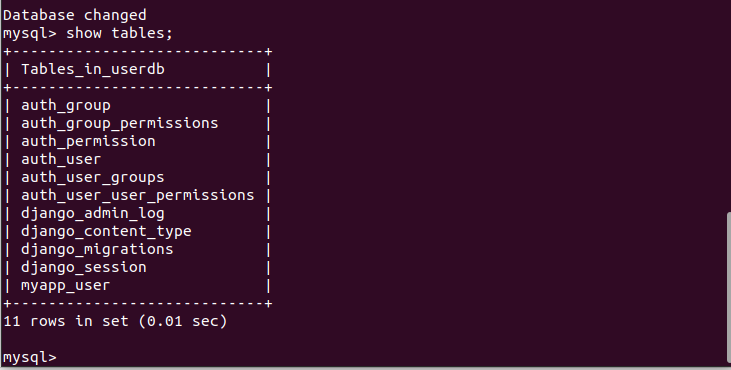 Database changed
mysql> show tables;
+----------------------------+
| Tables_in_userdb           |
+----------------------------+
| auth_group                 |
| auth_group_permissions     |
| auth_permission            |
| auth_user                  |
| auth_user_groups           |
| auth_user_user_permissions |
| django_admin_log           |
| django_content_type        |
| django_migrations          |
| django_session             |
| myapp_user                 |
+----------------------------+
11 rows in set (0.01 sec)
mysql>